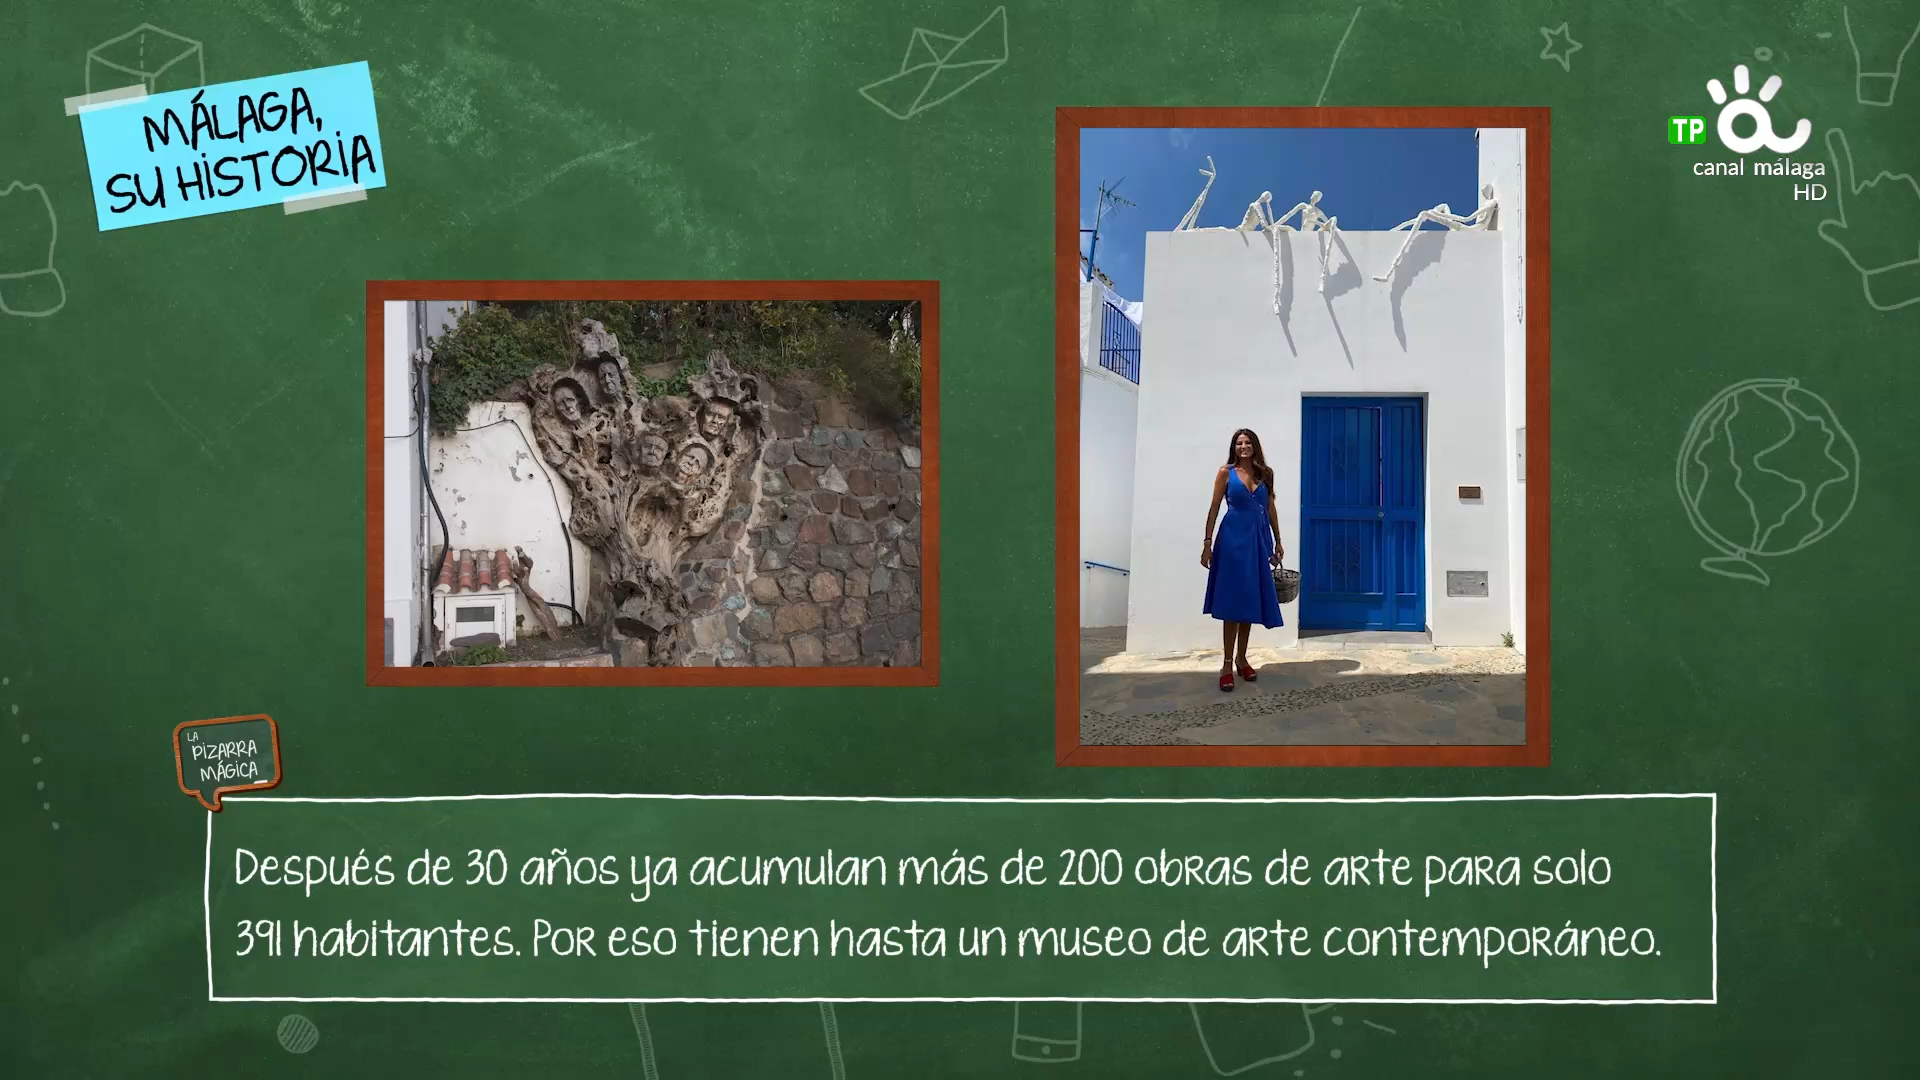 MÁLAGA,
SU HISTORIA
TP
canal málaga
HD
LA
PIZARRA
MÁGICA
Después de 30 años ya acumulan más de 200 obras de arte para solo
391 habitantes. Por eso tienen hasta un museo de arte contemporáneo.